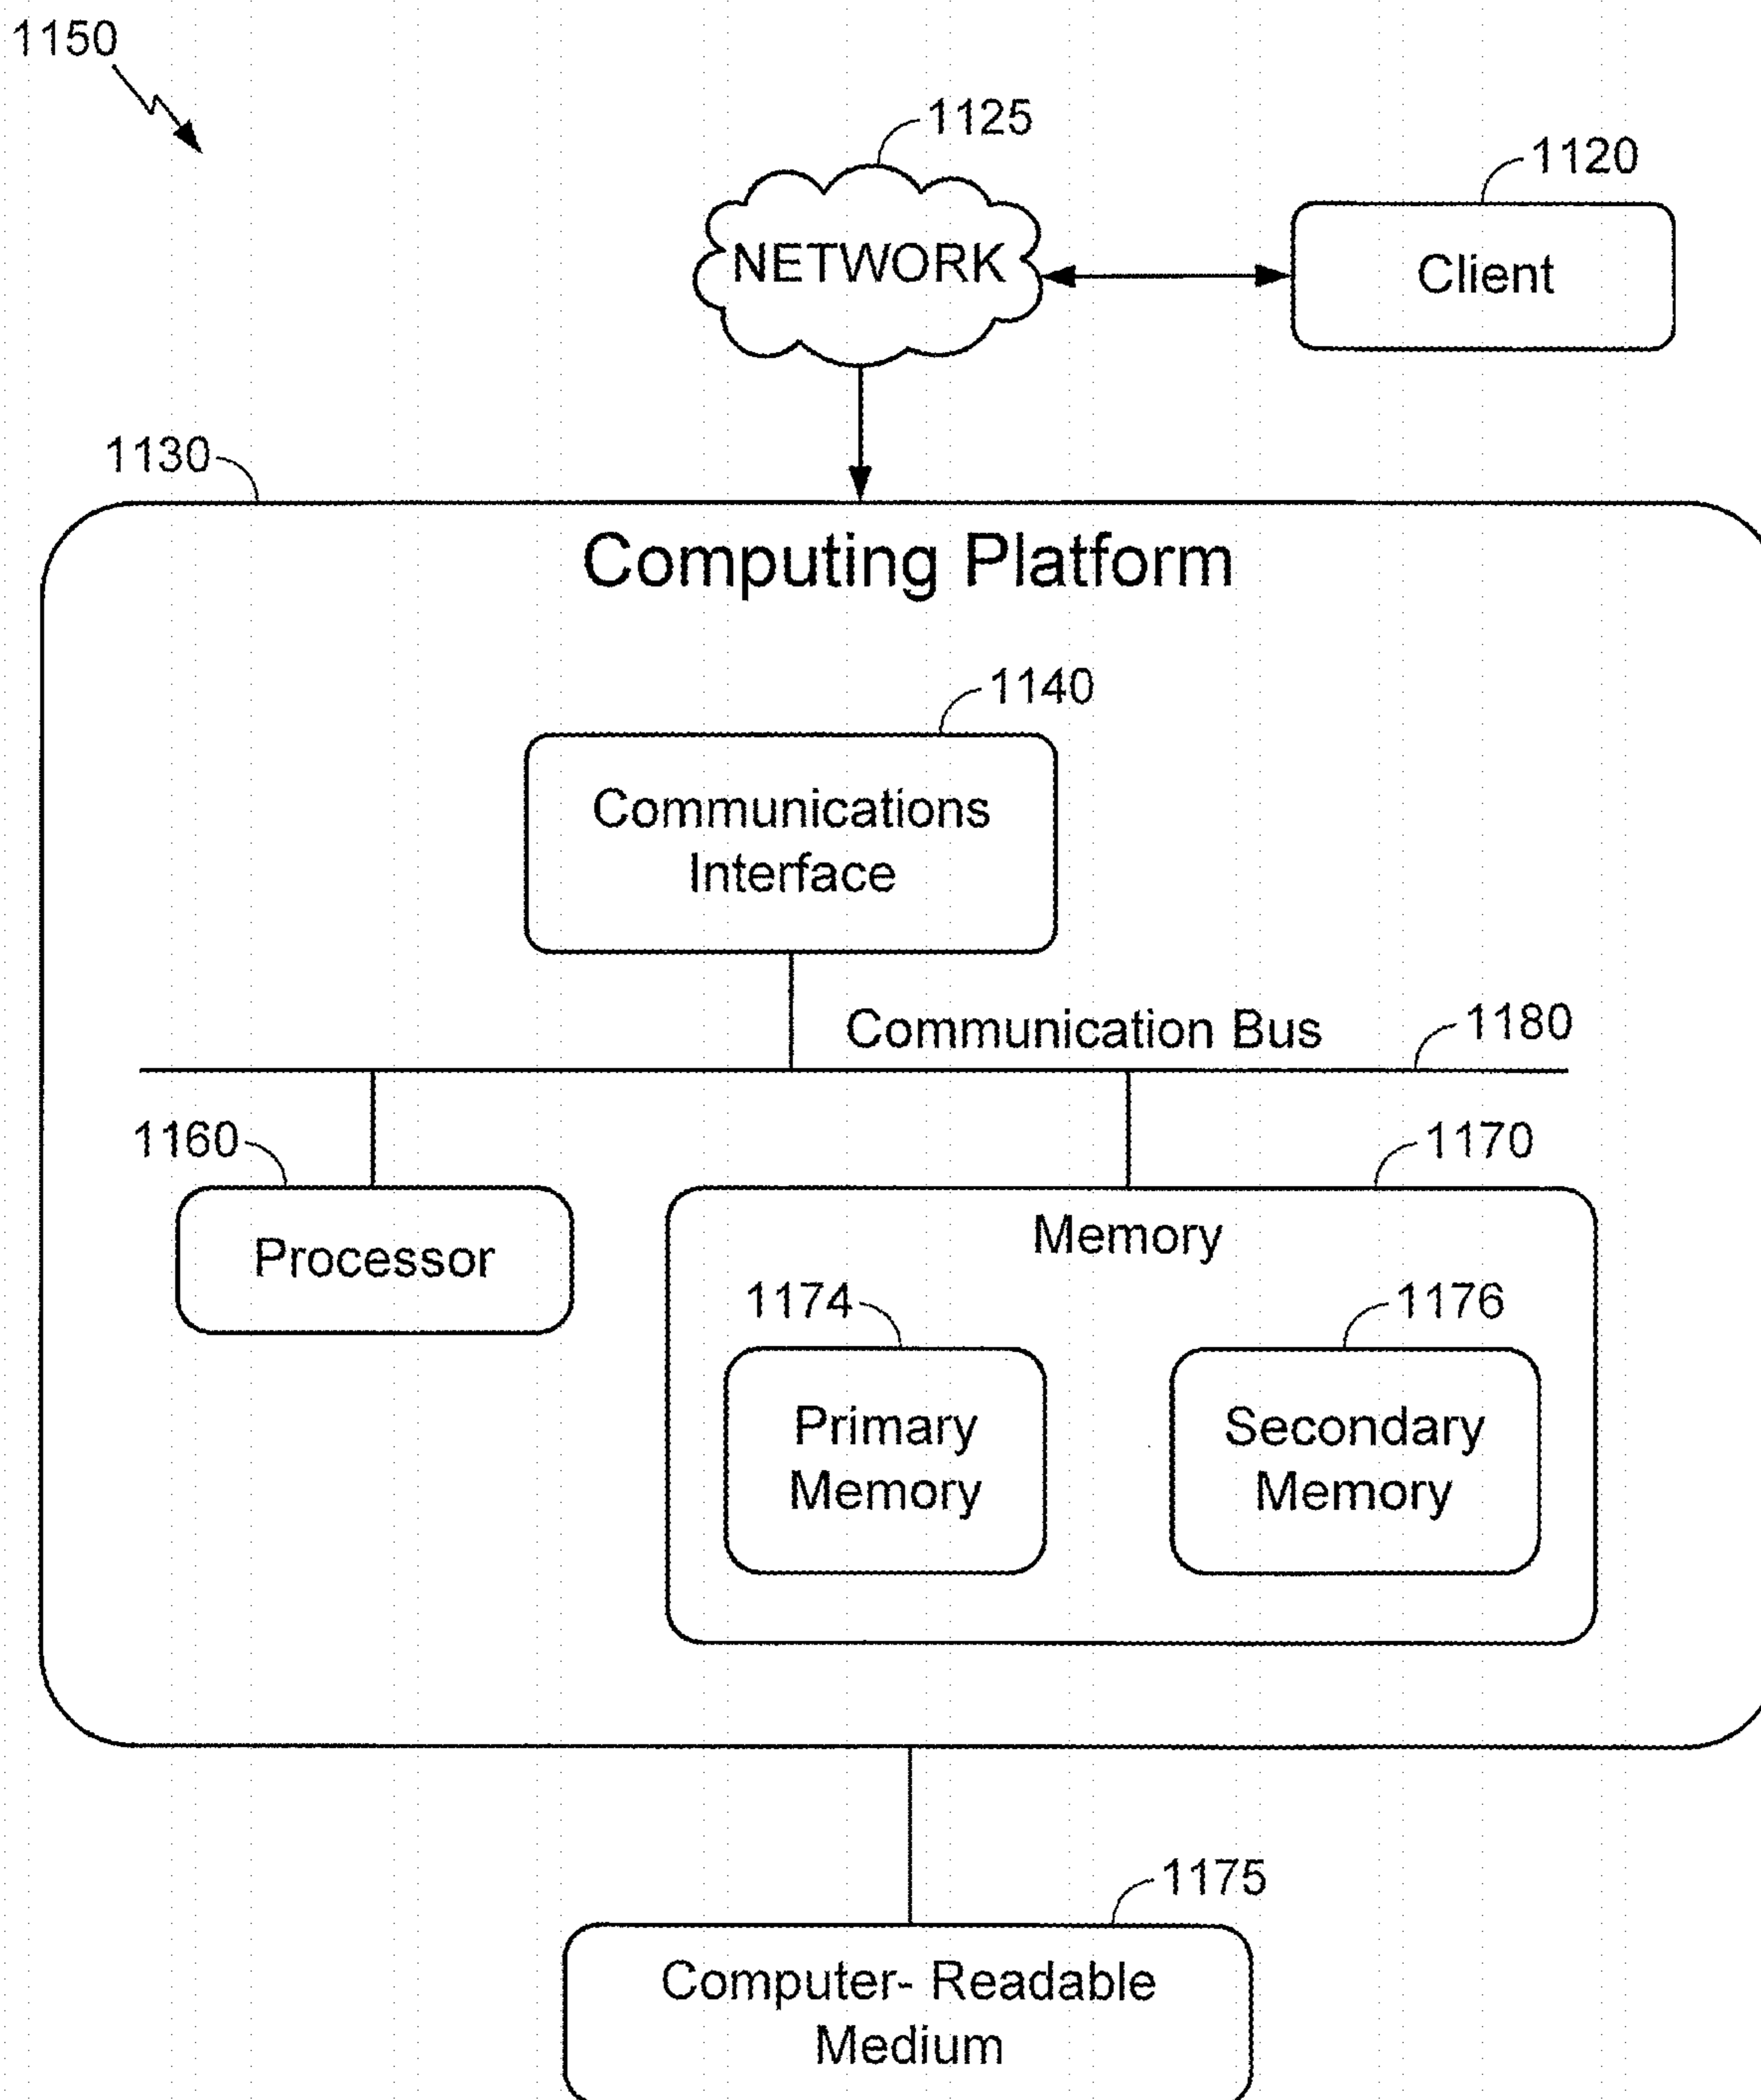 1150
1125
1120
NETWORK
Client
1130
Computing Platform
1140
Communications
Interface
Communication Bus
1180
1160
1170
Processor
Memory
1174
1176
Primary
Memory
Secondary
Memory
1175
Computer- Readable
Medium